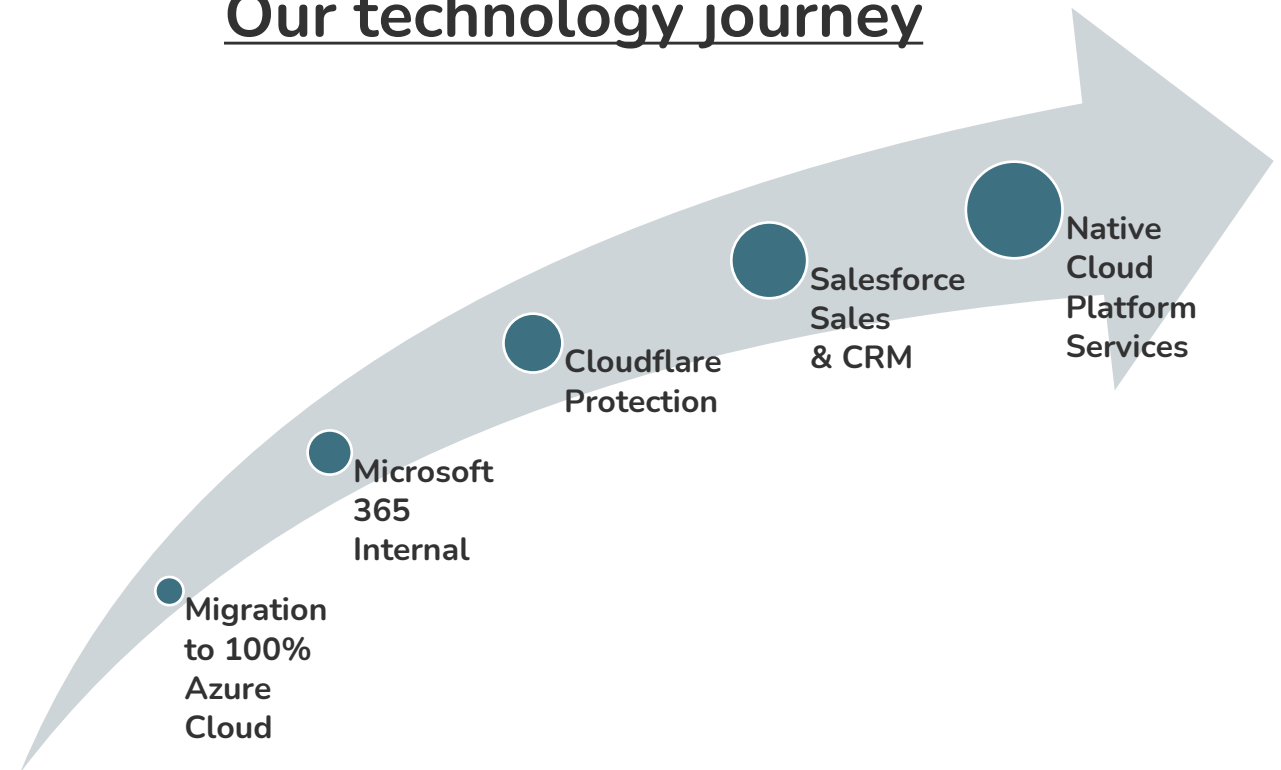 Our technology journey
Native
Cloud
Platform
Services
Salesforce
Sales
& CRM
Cloudflare
Protection
Microsoft
365
Internal
Migration
to 100%
Azure
Cloud